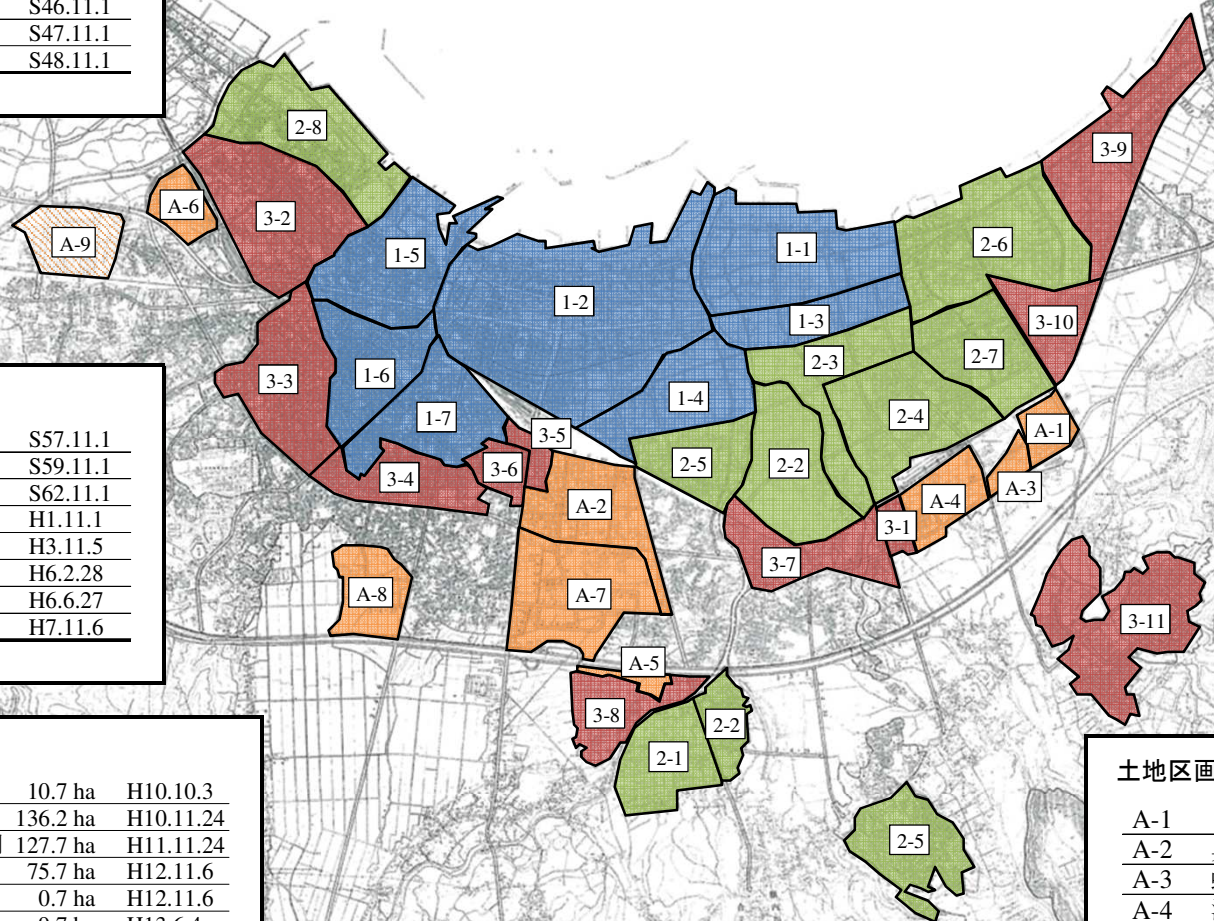 S46.11.1
S47.11.1
S48.11.1
S57.11.1
S59.11.1
S62.11.1
H1.11.1
H3.11.5
H6.2.28
H6.6.27
H7.11.6
10.7 ha H10.10.3
136.2 ha H10.11.24
127.7 ha H11.11.24
75.7 ha H12.11.6
0.7 ha H12.11.6
土地区画
A-1
A-2
A-3
A-4
2-8
3-9
A-6
3-2
A-9
1-5
1-1
2-6
1-2
1-3
3-10
2-3
2-7
3-3
1-6
1-4
2-4
1-7
3-5
A-1
2-5
2-2
3-4
3-6
A-3
A-2
A-4
3-1
3-7
A-8
A-7
3-11
A-5
3-8
2-2
2-1
2-5